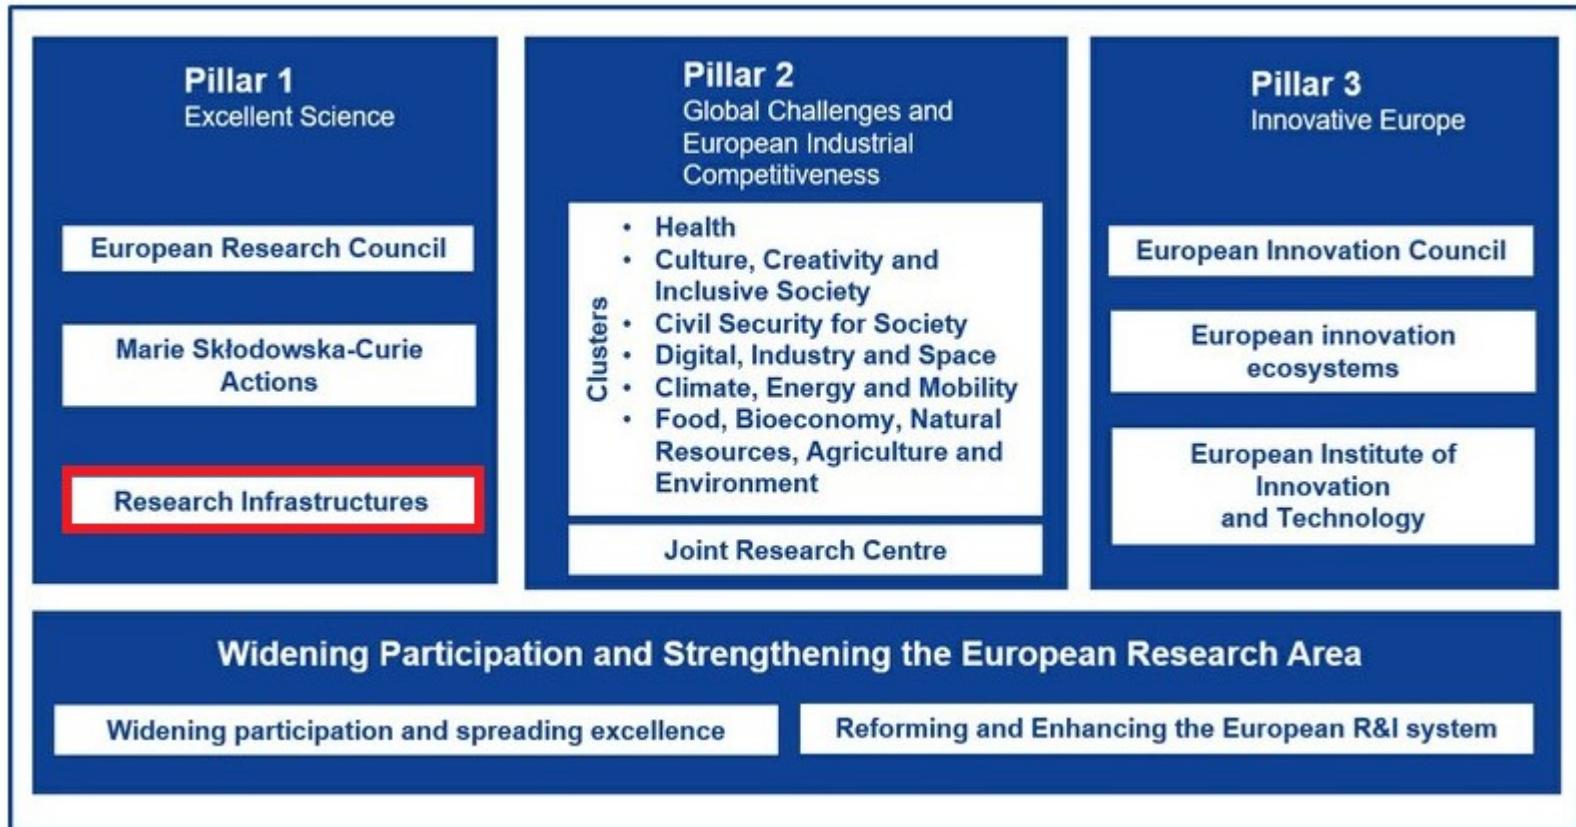 Pillar 1
Excellent Science
European Research Council
Marie Skłodowska-Curie
Actions
Research Infrastructures
Pillar 2
Global Challenges and
European Industrial
Competitiveness
Clusters
• Health
• Culture, Creativity and
Inclusive Society
• Civil Security for Society
• Digital, Industry and Space
• Climate, Energy and Mobility
• Food, Bioeconomy, Natural
Resources, Agriculture and
Environment
Joint Research Centre
Pillar 3
Innovative Europe
European Innovation Council
European innovation
ecosystems
European Institute of
Innovation
and Technology
Widening Participation and Strengthening the European Research Area
Widening participation and spreading excellence
Reforming and Enhancing the European R&I system